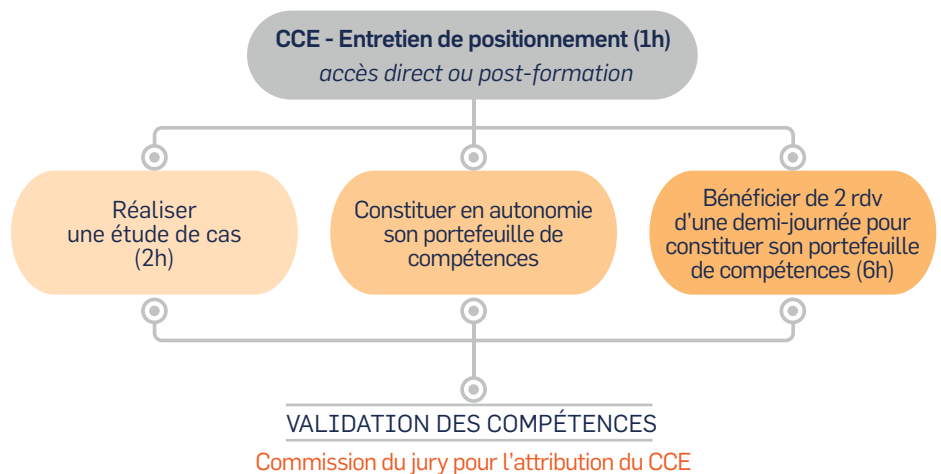 CCE - Entretien de positionnement (1h)
accès direct ou post-formation
Réaliser
une étude de cas
(2h)
Constituer en autonomie
son portefeuille de
compétences
Bénéficier de 2 rdv
d'une demi-journée pour
constituer son portefeuille
de compétences (6h)
VALIDATION DES COMPÉTENCES
Commission du jury pour l'attribution du CCE